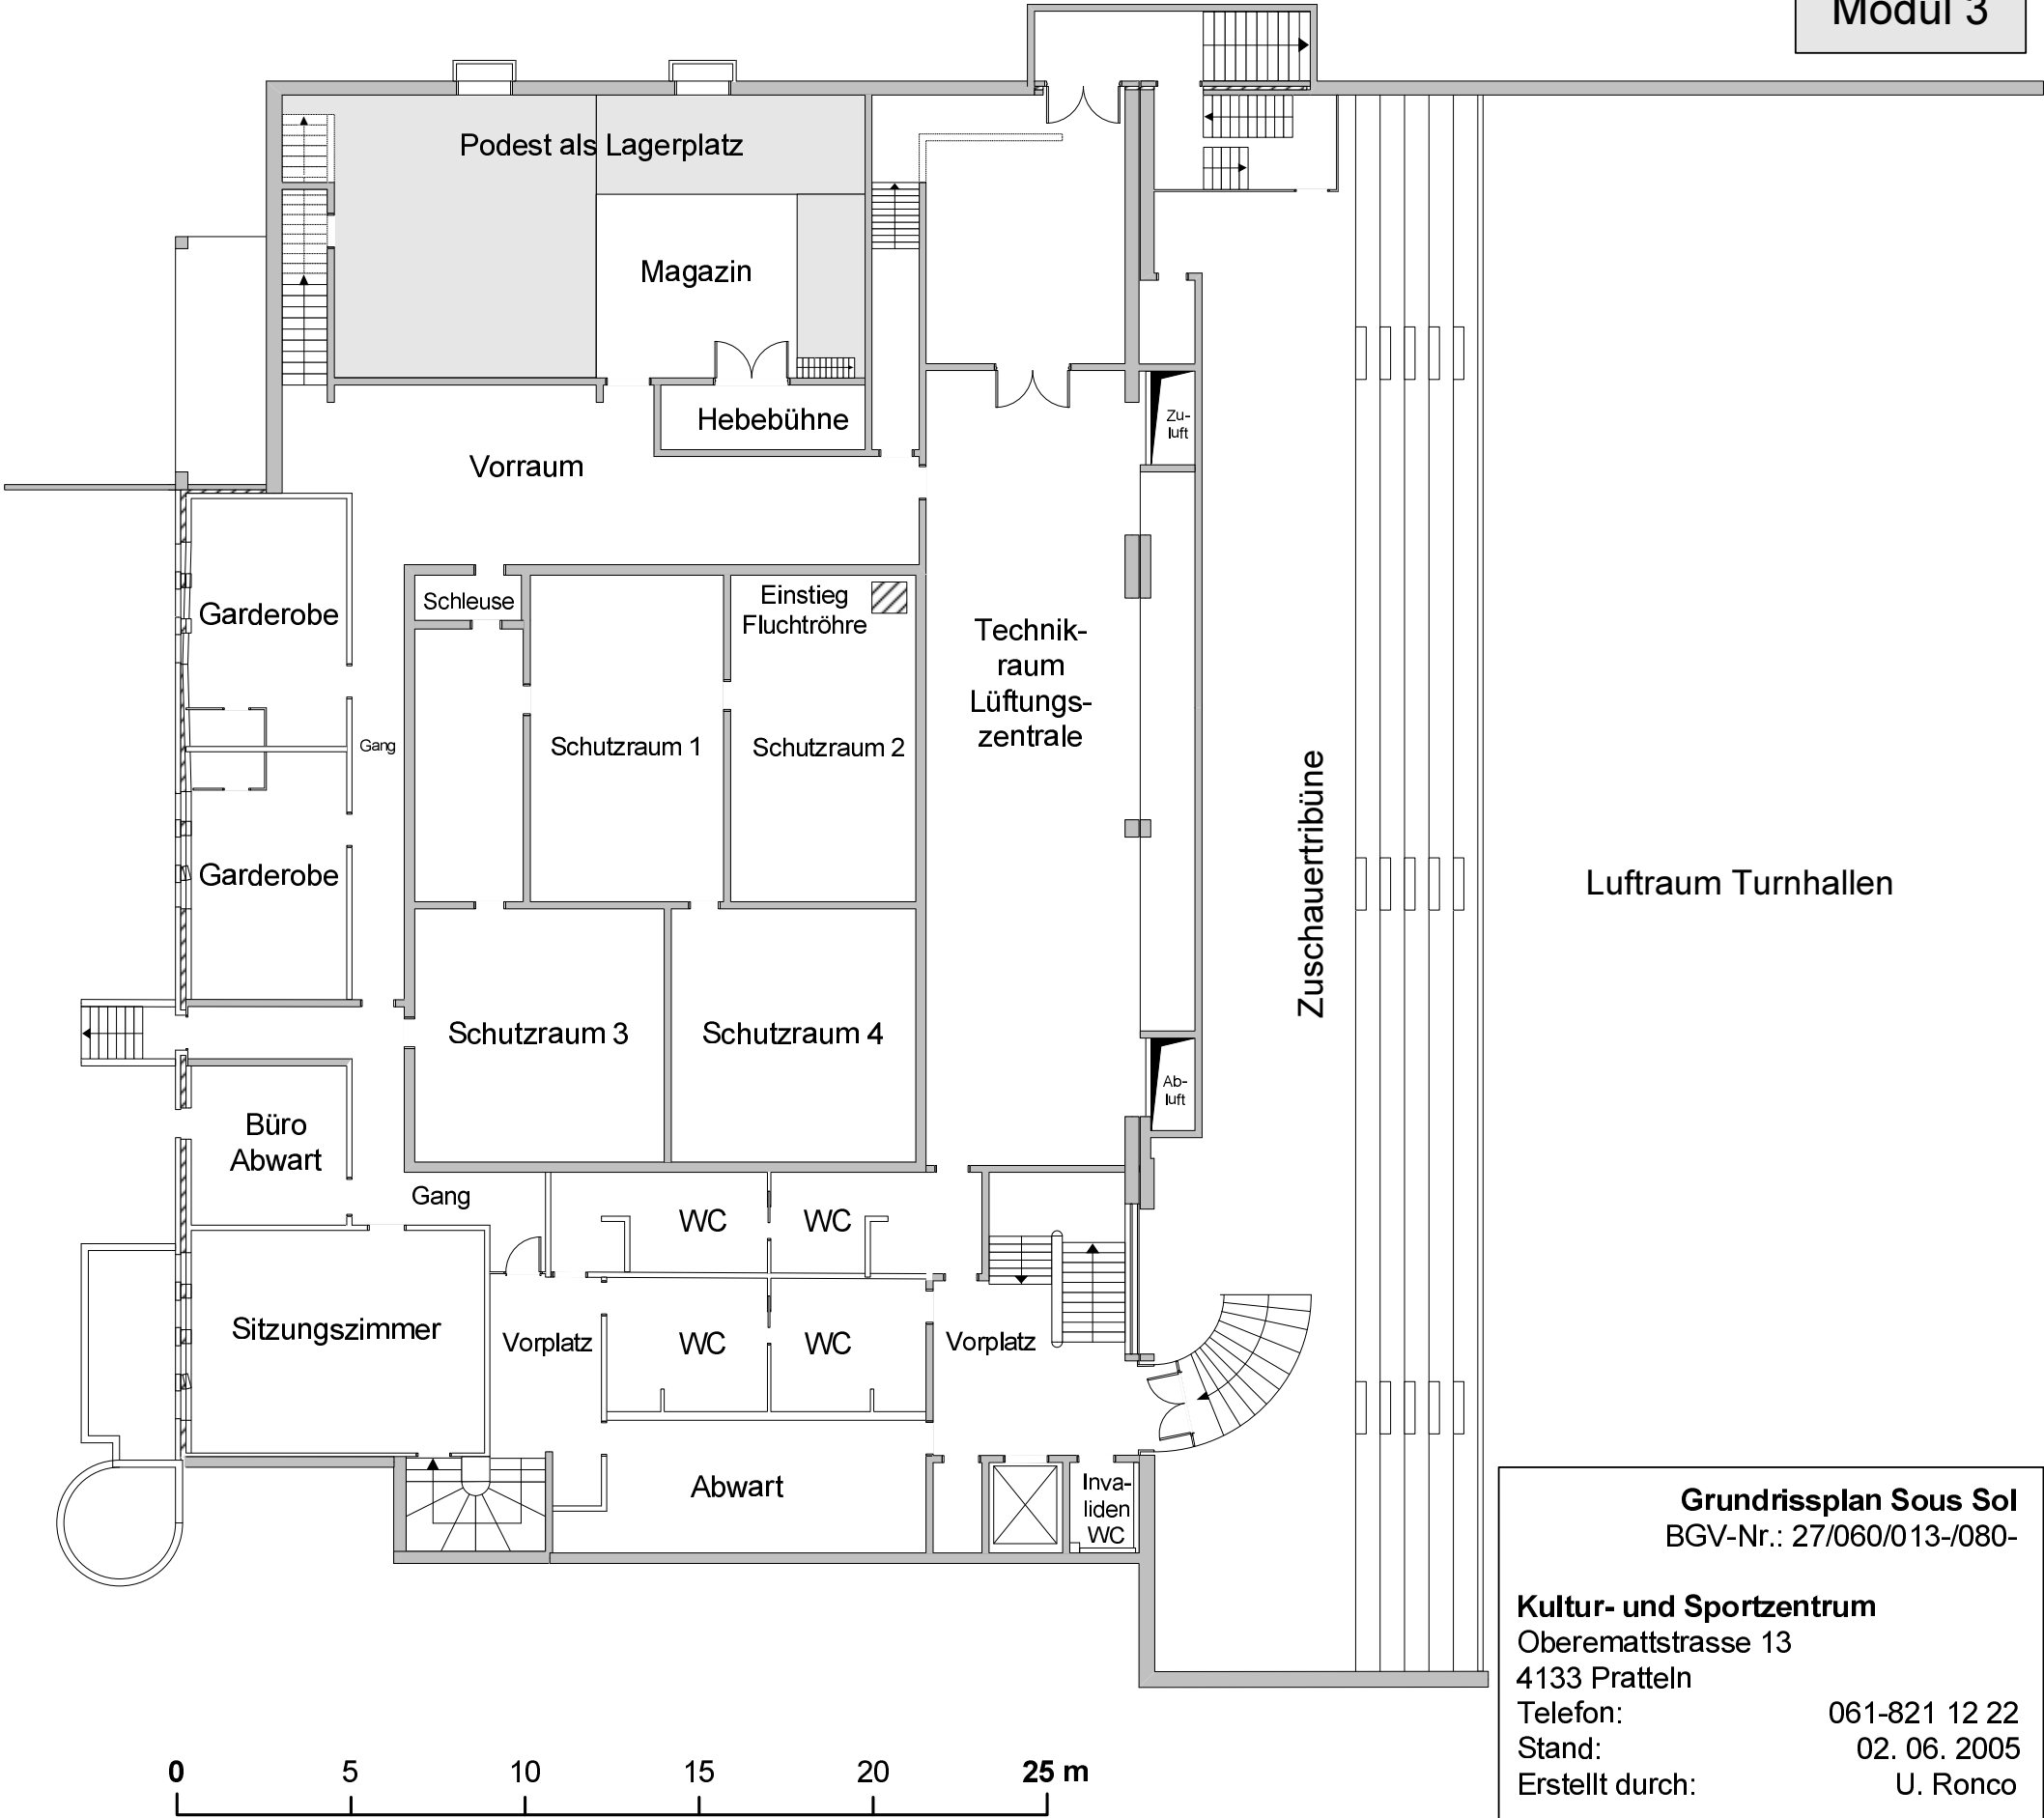 Modul 3
Podest als Lagerplatz
Magazin
Hebebühne
Vorraum
Zu-
luft
Garderobe
Schleuse
Einstieg
Fluchtröhre
Technik-
raum
Lüftungs-
zentrale
Gang
Schutzraum 1
Schutzraum 2
Garderobe
Zuschauertribüne
Luftraum Turnhallen
Schutzraum 3
Schutzraum 4
Büro
Abwart
Ab-
luft
Gang
WC
WC
Sitzungszimmer
Vorplatz
WC
WC
Vorplatz
Abwart
Inva-
liden
WC
Grundrissplan Sous Sol
BGV-Nr.: 27/060/013-/080-
Kultur- und Sportzentrum
Oberemattstrasse 13
4133 Pratteln
Telefon: 061-821 12 22
Stand: 02. 06. 2005
Erstellt durch: U. Ronco
0 5 10 15 20 25 m